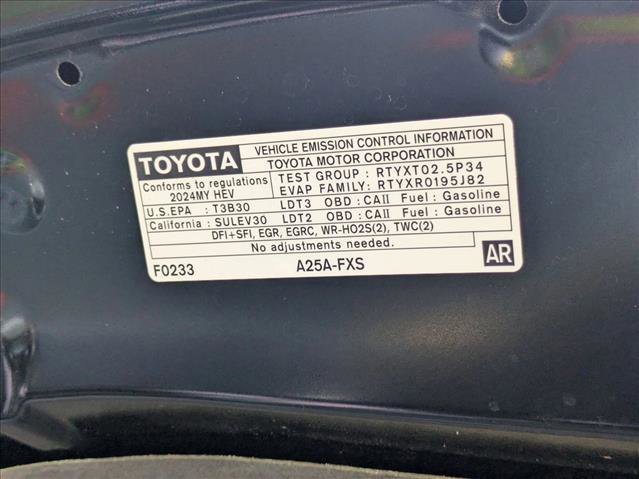 TOYOTA
VEHICLE EMISSION CONTROL INFORMATION
TOYOTA MOTOR CORPORATION
Conforms to regulations
2024MY HEV
TEST GROUP : RTYXT02.5P34
EVAP FAMILY: RTYXR0195J82
U.S.EPA : T3B30 LDT3 OBD : CAII Fuel : Gasoline
California : SULEV30 LDT2 OBD : CAII Fuel : Gasoline
DFI+SFI, EGR, EGRC, WR-HO2S(2), TWC(2)
No adjustments needed.
F0233 A25A-FXS AR